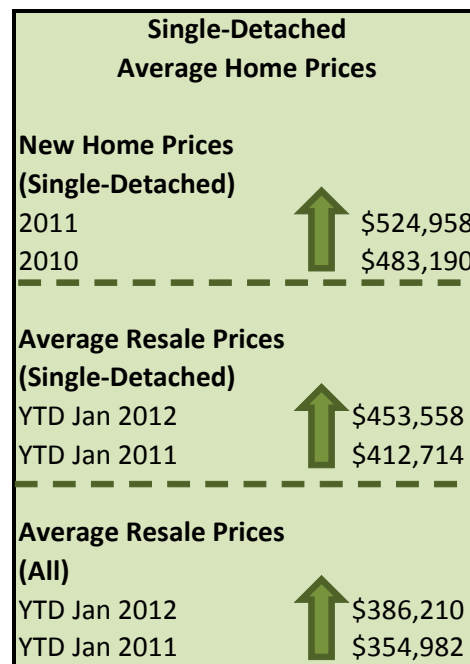 Single-Detached
Average Home Prices
New Home Prices
(Single-Detached)
2011 $524,958
2010 $483,190
Average Resale Prices
(Single-Detached)
YTD Jan 2012 $453,558
YTD Jan 2011 $412,714
Average Resale Prices
(All)
YTD Jan 2012 $386,210
YTD Jan 2011 $354,982